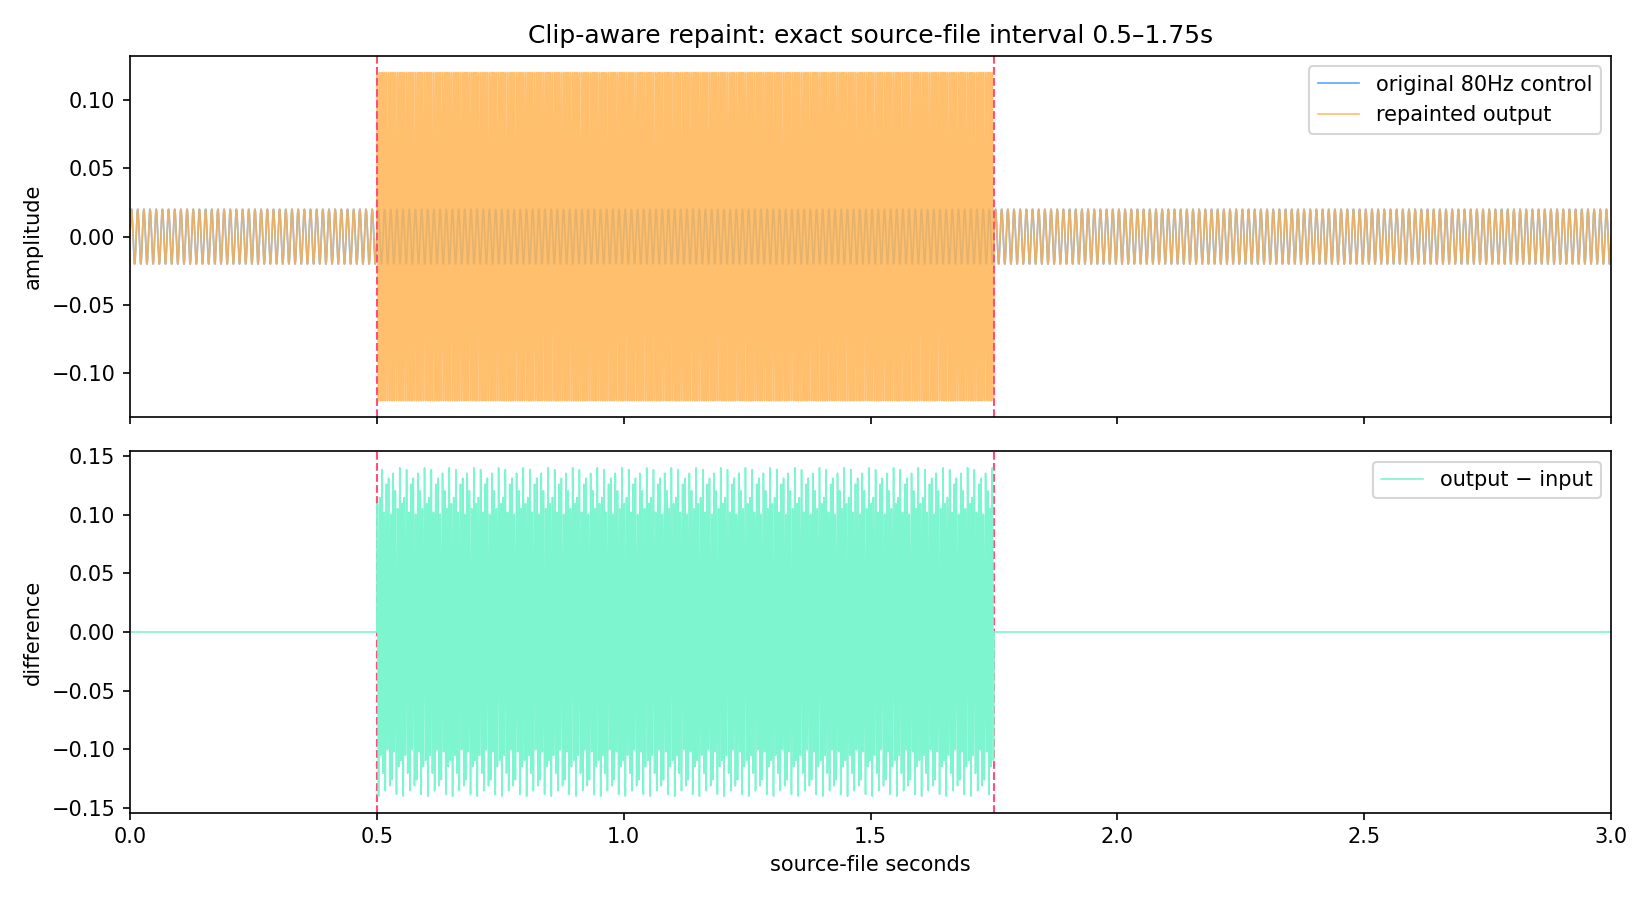 Clip-aware repaint: exact source-file interval 0.5–1.75s
original 80Hz control
repainted output
amplitude
0.10
0.05
0.00
−0.05
−0.10
output − input
difference
0.15
0.10
0.05
0.00
−0.05
−0.10
−0.15
0.0 0.5 1.0 1.5 2.0 2.5 3.0
source-file seconds